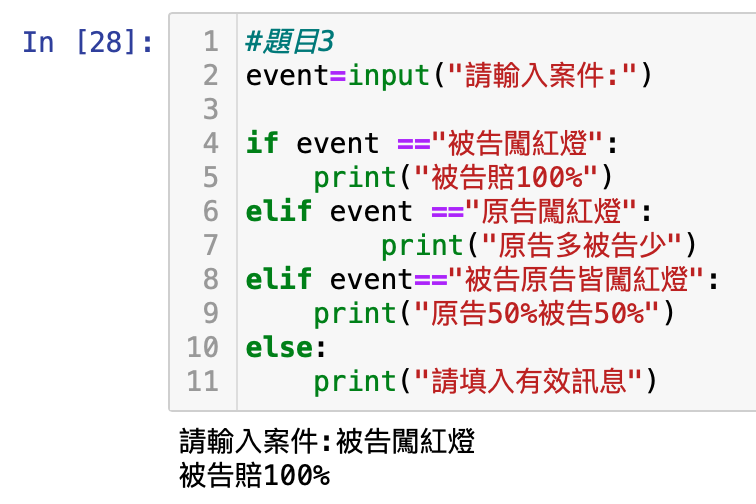 In [28]:
1 #題目3
2 event=input("請輸入案件:")
3
4 if event =="被告闖紅燈":
5     print("被告賠100%")
6 elif event =="原告闖紅燈":
7         print("原告多被告少")
8 elif event=="被告原告皆闖紅燈":
9     print("原告50%被告50%")
10 else:
11     print("請填入有效訊息")
請輸入案件:被告闖紅燈
被告賠100%